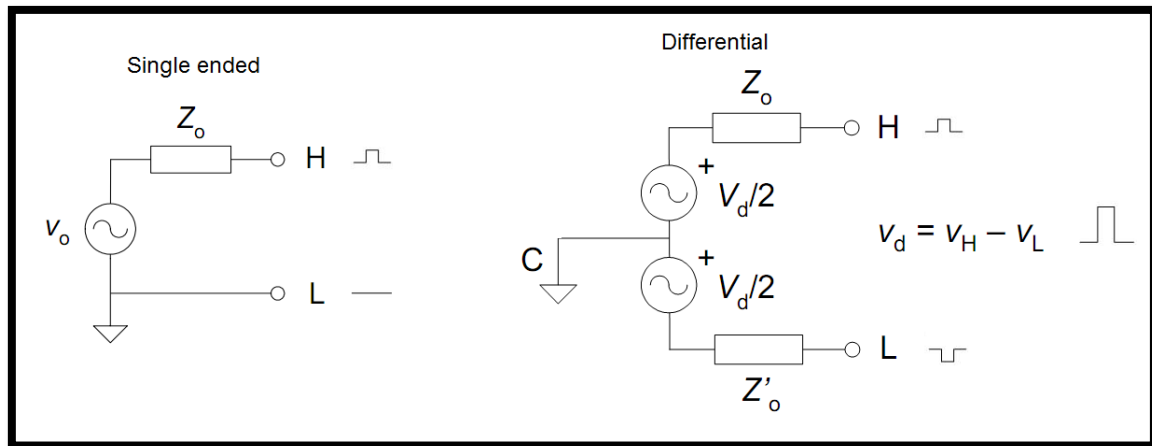 Single ended
Zo
H
vo
L
Differential
Zo
H
+
Vd/2
vd = vH – vL
C
+
Vd/2
L
Z’o